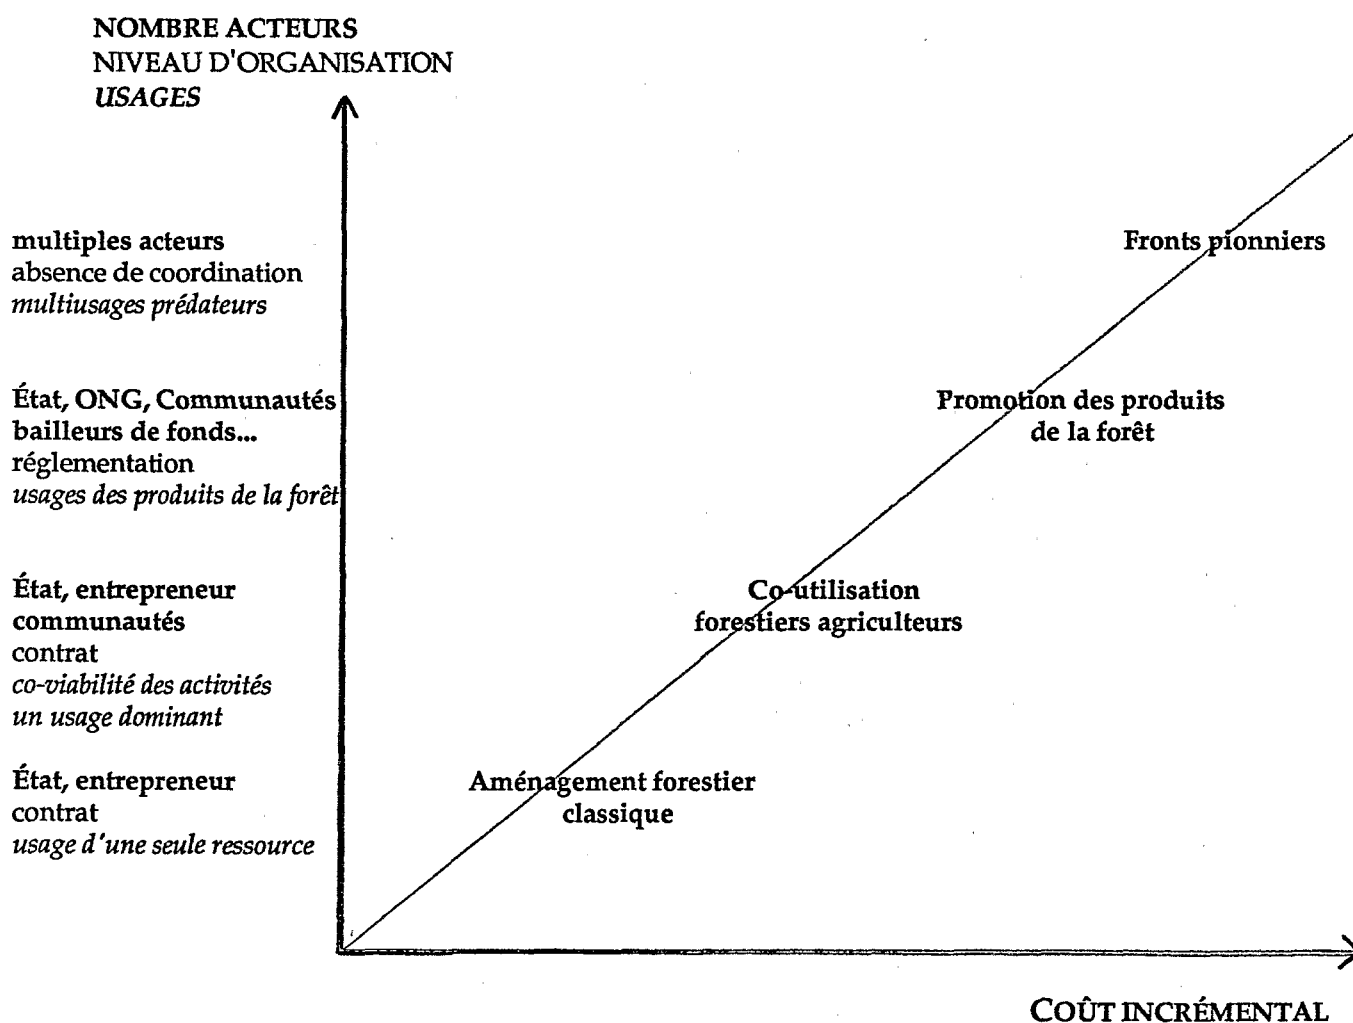 NOMBRE ACTEURS
NIVEAU D'ORGANISATION
USAGES
multiples acteurs
absence de coordination
multiusages prédateurs
Fronts pionniers
État, ONG, Communautés
bailleurs de fonds...
réglementation
usages des produits de la forêt
Promotion des produits
de la forêt
État, entrepreneur
communautés
contrat
co-viabilité des activités
un usage dominant
Co-utilisation
forestiers agriculteurs
État, entrepreneur
contrat
usage d'une seule ressource
Aménagement forestier
classique
COÛT INCRÉMENTAL